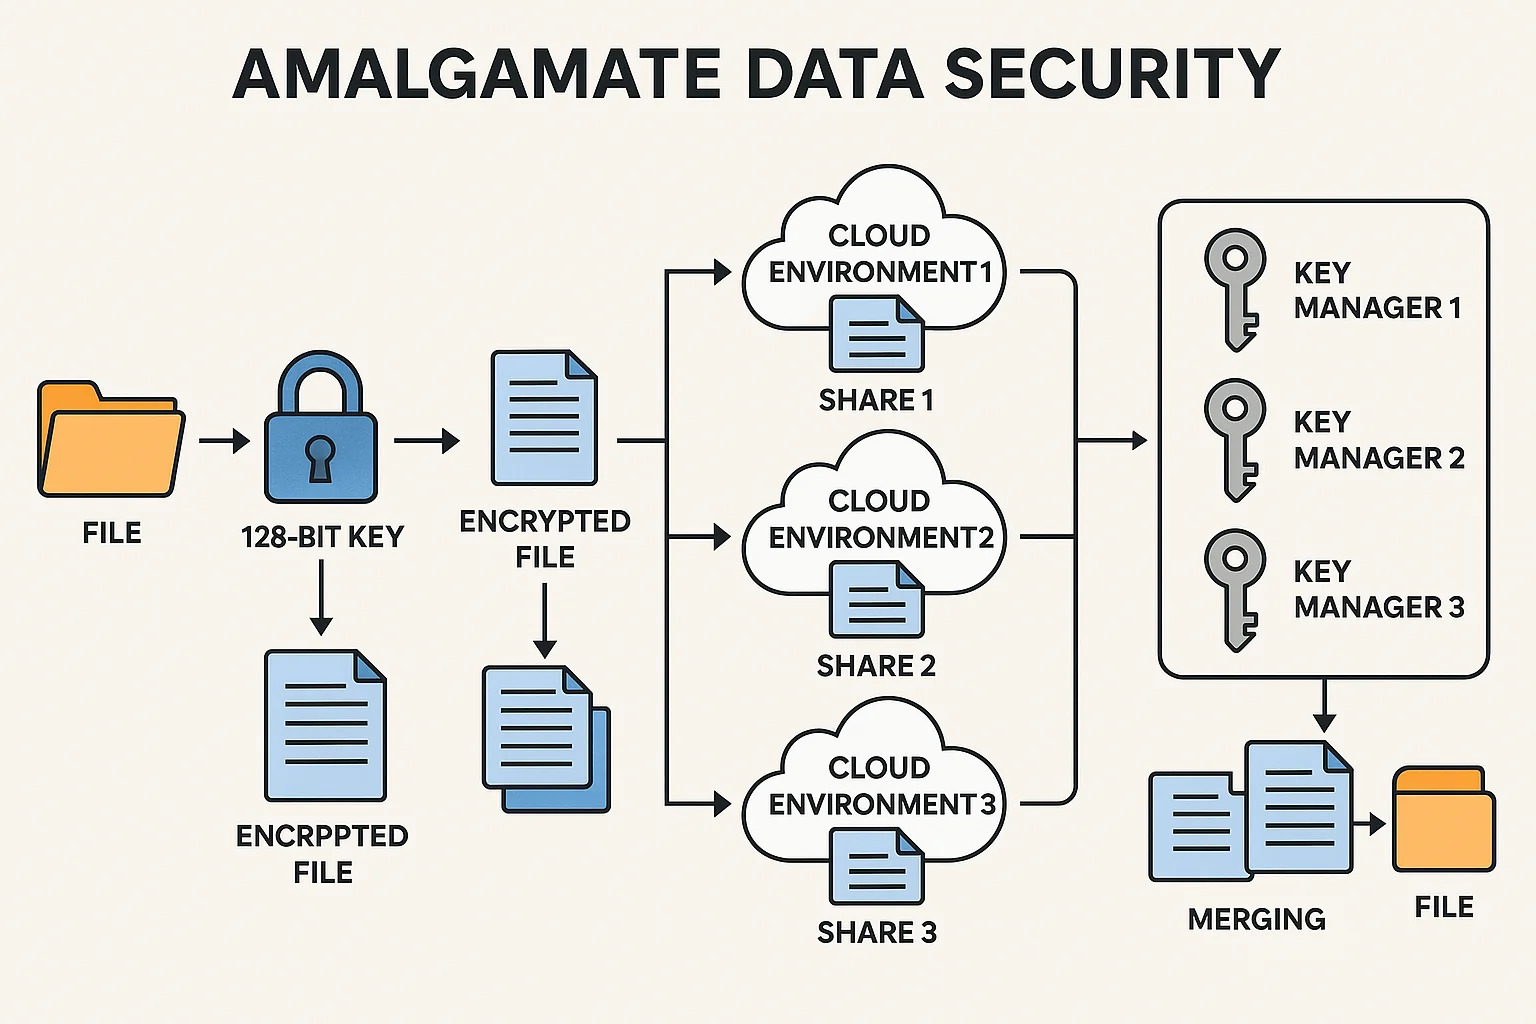 AMALGAMATE DATA SECURITY
FILE
128-BIT KEY
ENCRPPTED
FILE
ENCRYPTED
FILE
CLOUD
ENVIRONMENT 1
SHARE 1
CLOUD
ENVIRONMENT 2
SHARE 2
CLOUD
ENVIRONMENT 3
SHARE 3
KEY
MANAGER 1
KEY
MANAGER 2
KEY
MANAGER 3
MERGING
FILE